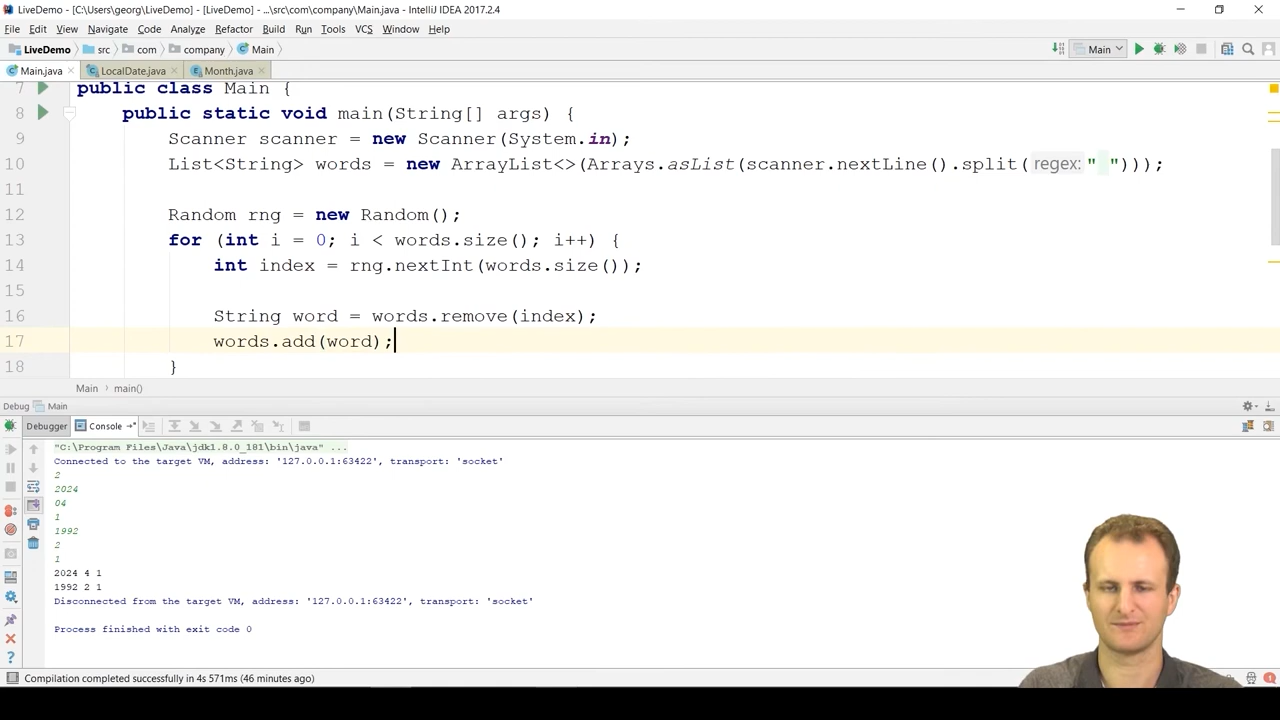 LiveDemo - [C:\Users\georg\LiveDemo] - [LiveDemo] - ...\src\com\company\Main.java - IntelliJ IDEA 2017.2.4
File Edit View Navigate Code Analyze Refactor Build Run Tools VCS Window Help
LiveDemo src com company Main Main
Main.java LocalDate.java Month.java
7 public class Main {
8 public static void main(String[] args) {
9 Scanner scanner = new Scanner(System.in);
10 List<String> words = new ArrayList<>(Arrays.asList(scanner.nextLine().split( regex: " ")));
11
12 Random rng = new Random();
13 for (int i = 0; i < words.size(); i++) {
14 int index = rng.nextInt(words.size());
15
16 String word = words.remove(index);
17 words.add(word);
18 }
Main › main()
Debug Main
Debugger Console
"C:\Program Files\Java\jdk1.8.0_181\bin\java" ...
Connected to the target VM, address: '127.0.0.1:63422', transport: 'socket'
2
2024
04
1
1992
2
1
2024 4 1
1992 2 1
Disconnected from the target VM, address: '127.0.0.1:63422', transport: 'socket'
Process finished with exit code 0
Compilation completed successfully in 4s 571ms (46 minutes ago)